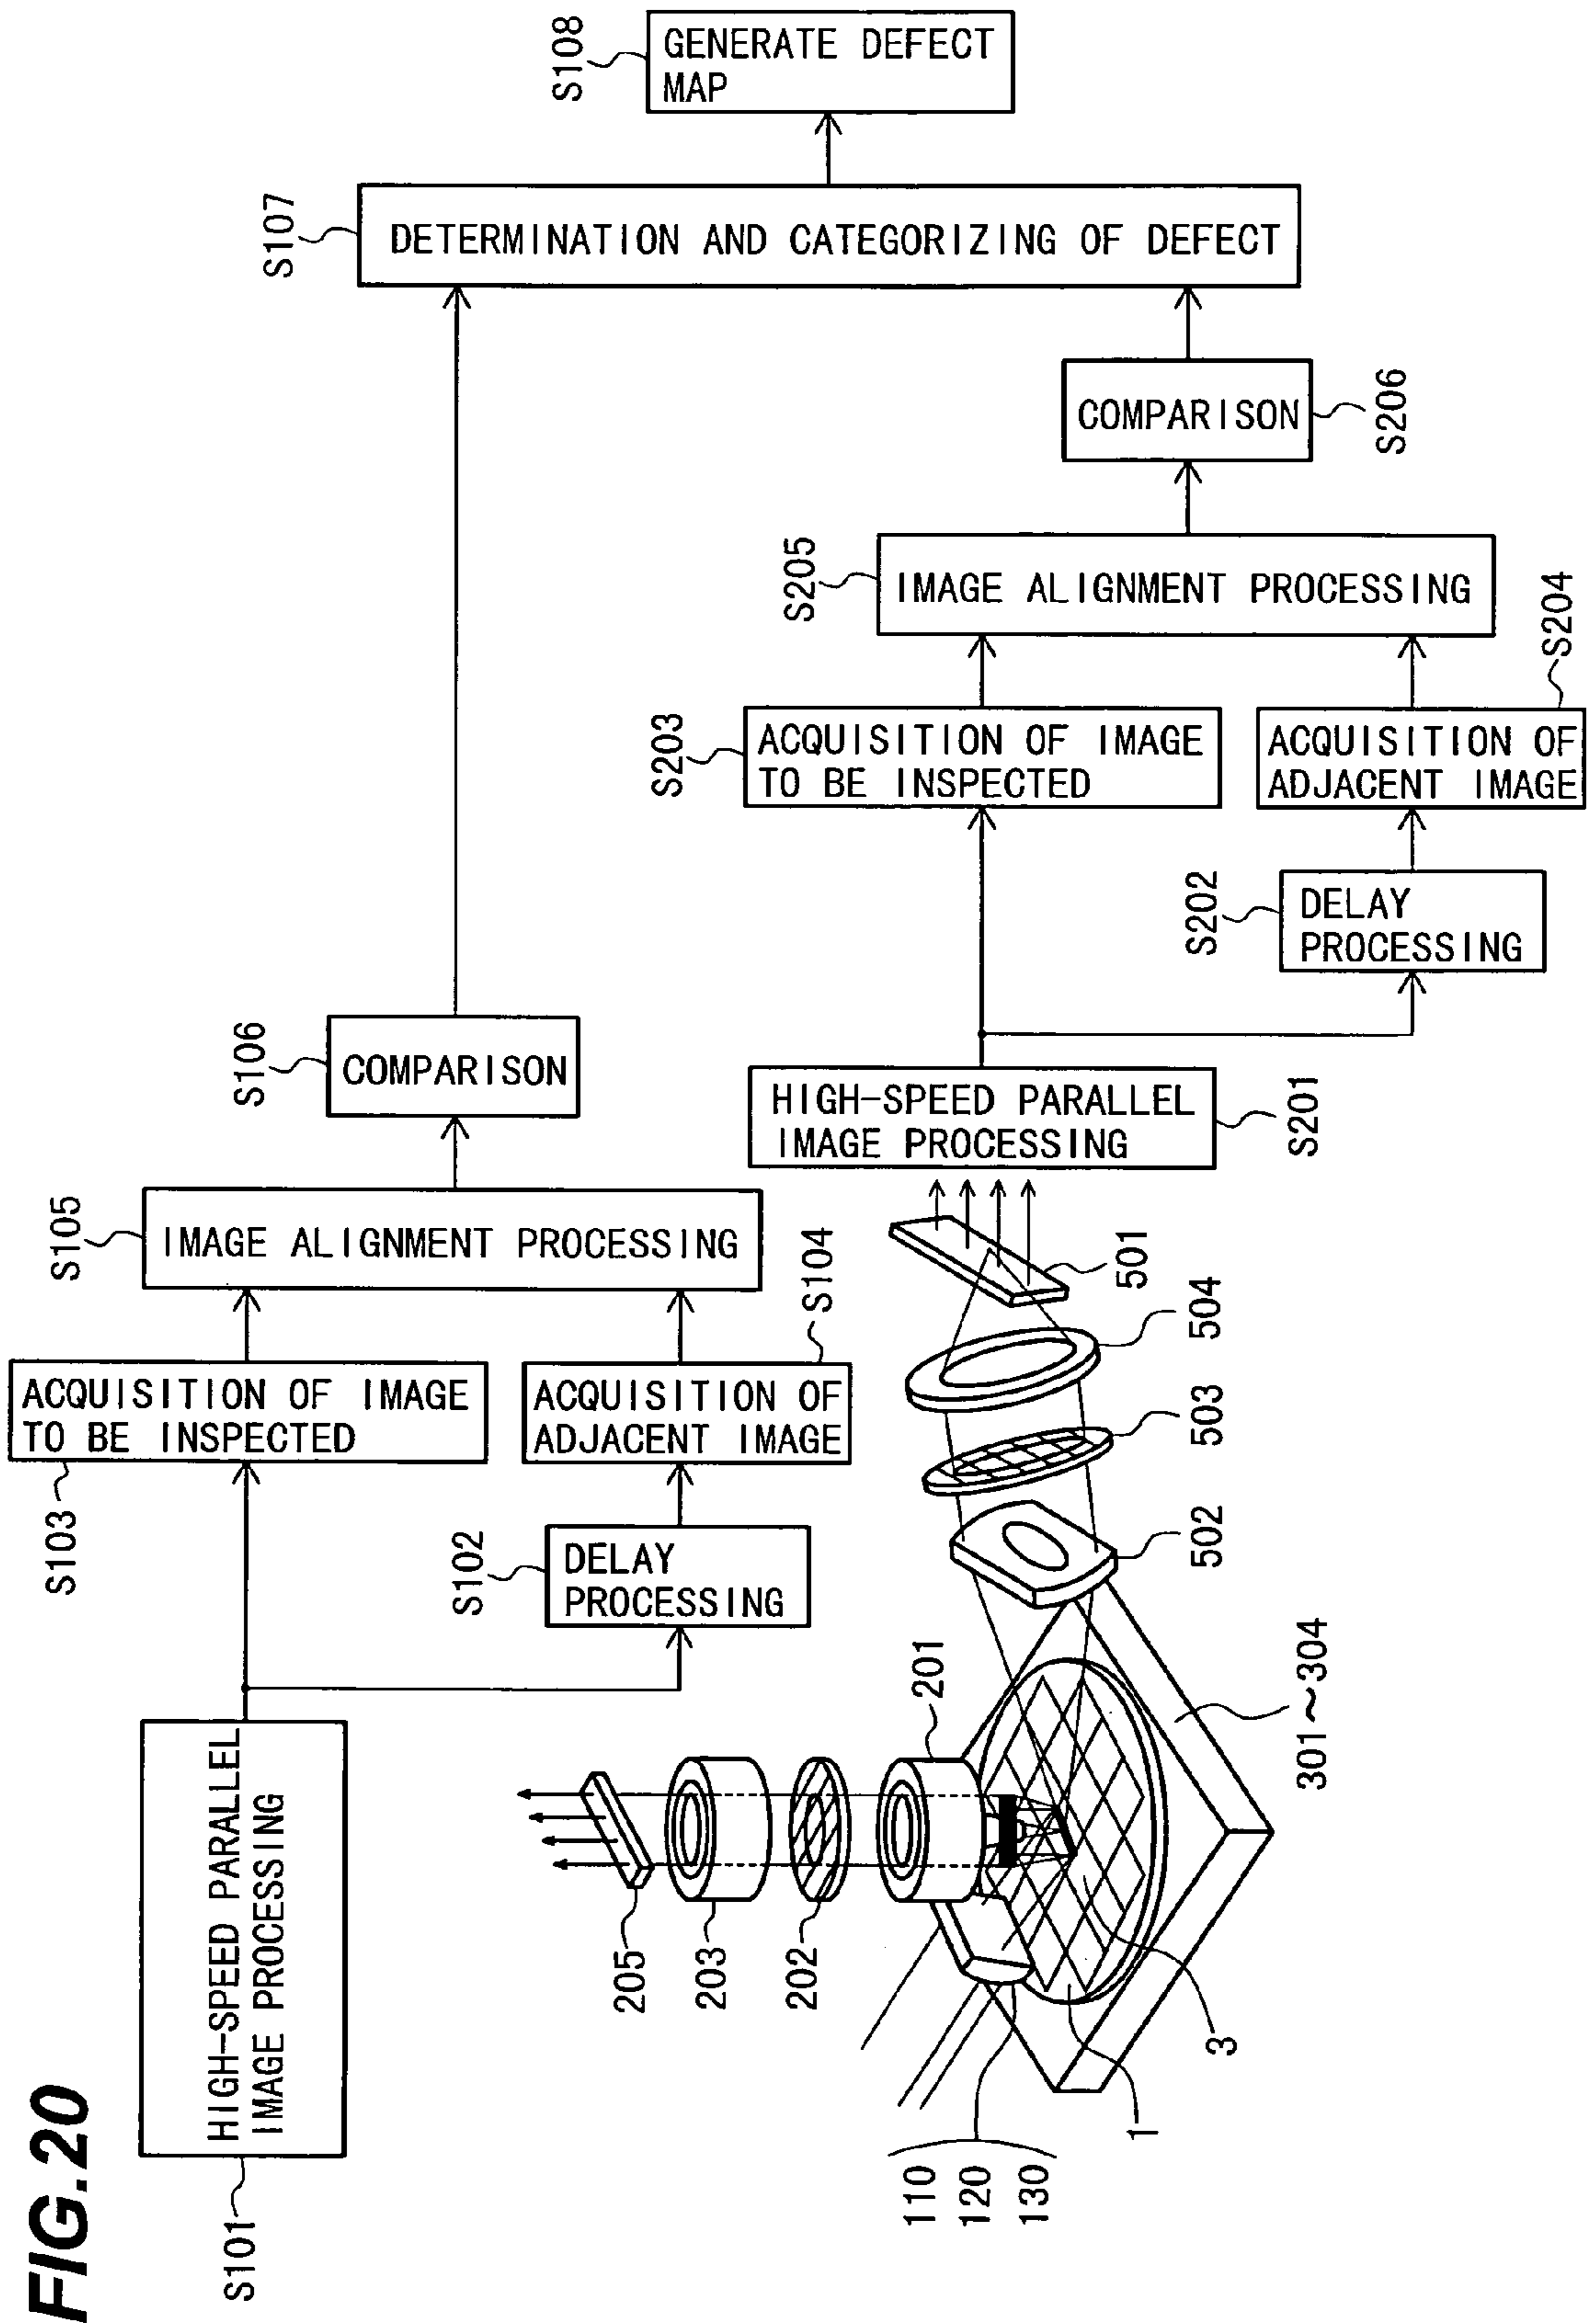 FIG.20
S101
HIGH-SPEED PARALLEL
IMAGE PROCESSING
S103
ACQUISITION OF IMAGE
TO BE INSPECTED
S102
DELAY
PROCESSING
S104
ACQUISITION OF
ADJACENT IMAGE
S105
IMAGE ALIGNMENT PROCESSING
S106
COMPARISON
S107
DETERMINATION AND CATEGORIZING OF DEFECT
S108
GENERATE DEFECT
MAP
205
203
202
201
110
120
130
1
3
301~304
502
503
504
501
HIGH-SPEED PARALLEL
IMAGE PROCESSING
S201
S203
ACQUISITION OF IMAGE
TO BE INSPECTED
S202
DELAY
PROCESSING
S204
ACQUISITION OF
ADJACENT IMAGE
S205
IMAGE ALIGNMENT PROCESSING
COMPARISON
S206